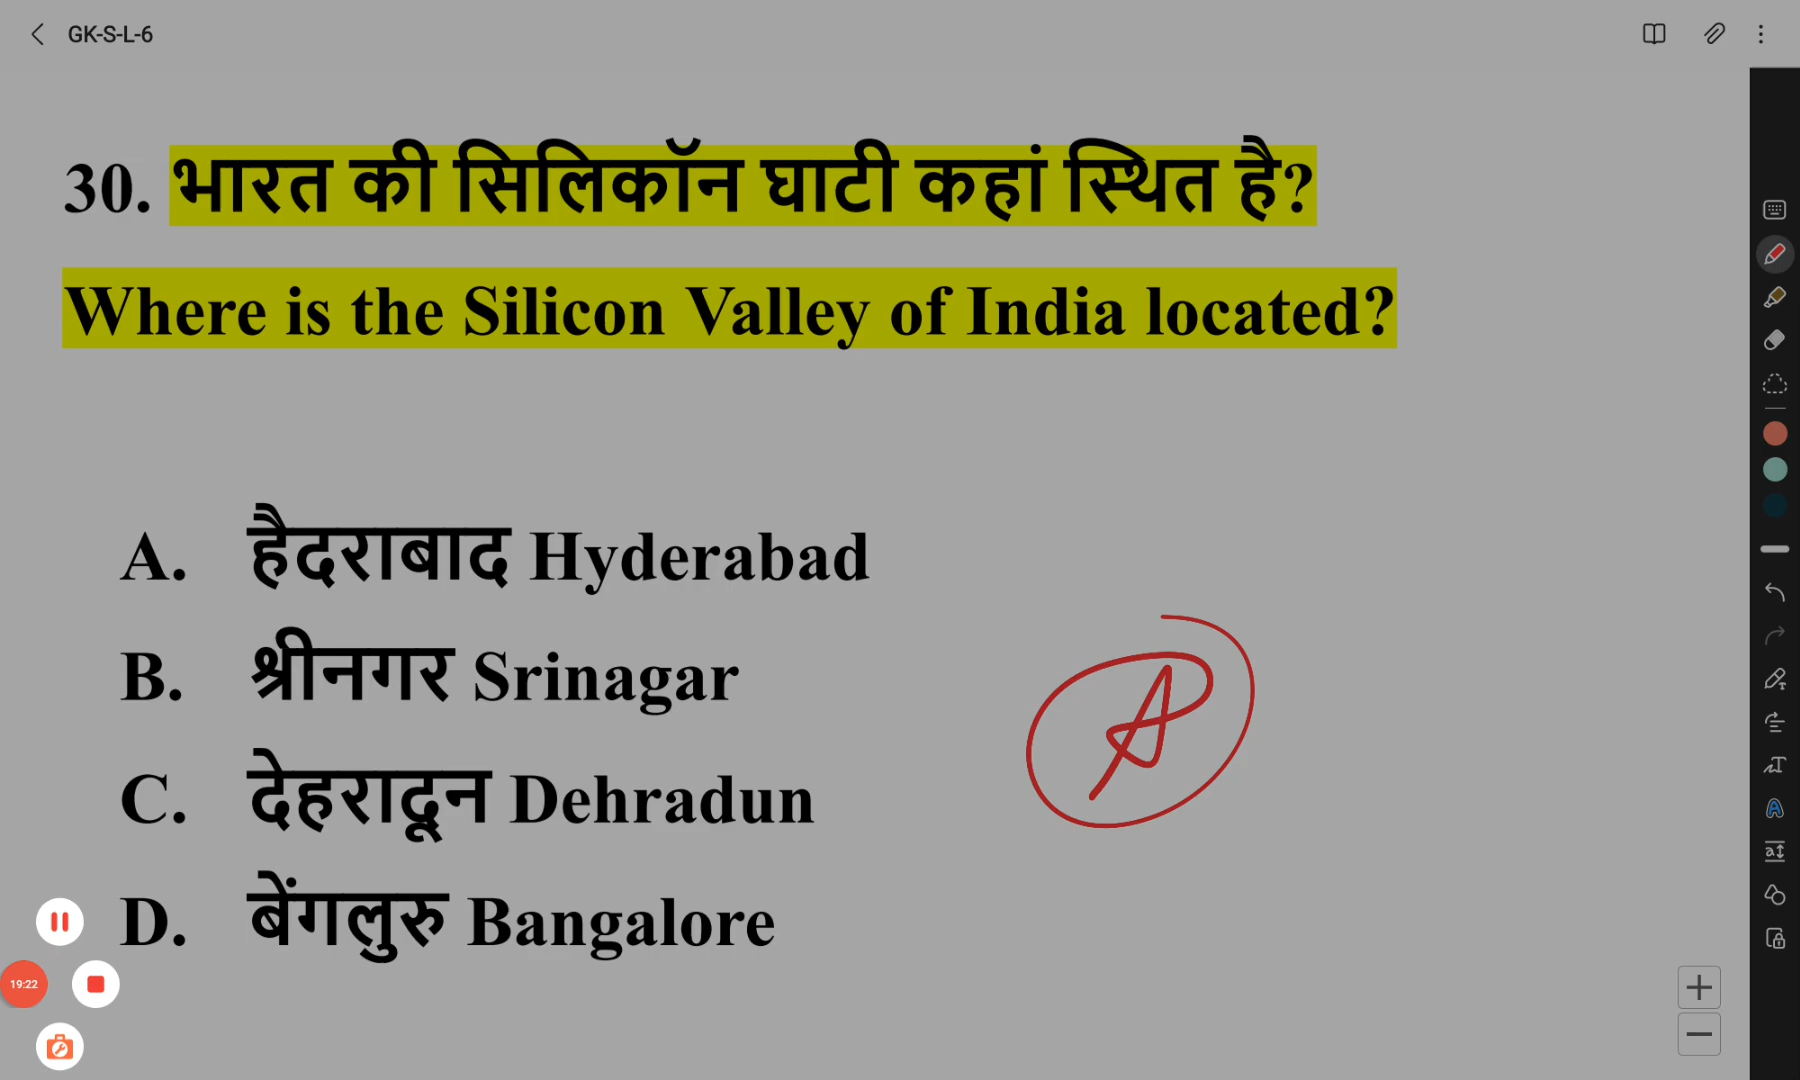 GK-S-L-6
30. भारत की सिलिकॉन घाटी कहां स्थित है?
Where is the Silicon Valley of India located?
A. हैदराबाद Hyderabad
B. श्रीनगर Srinagar
A
C. देहरादून Dehradun
D. बेंगलुरु Bangalore
19:22